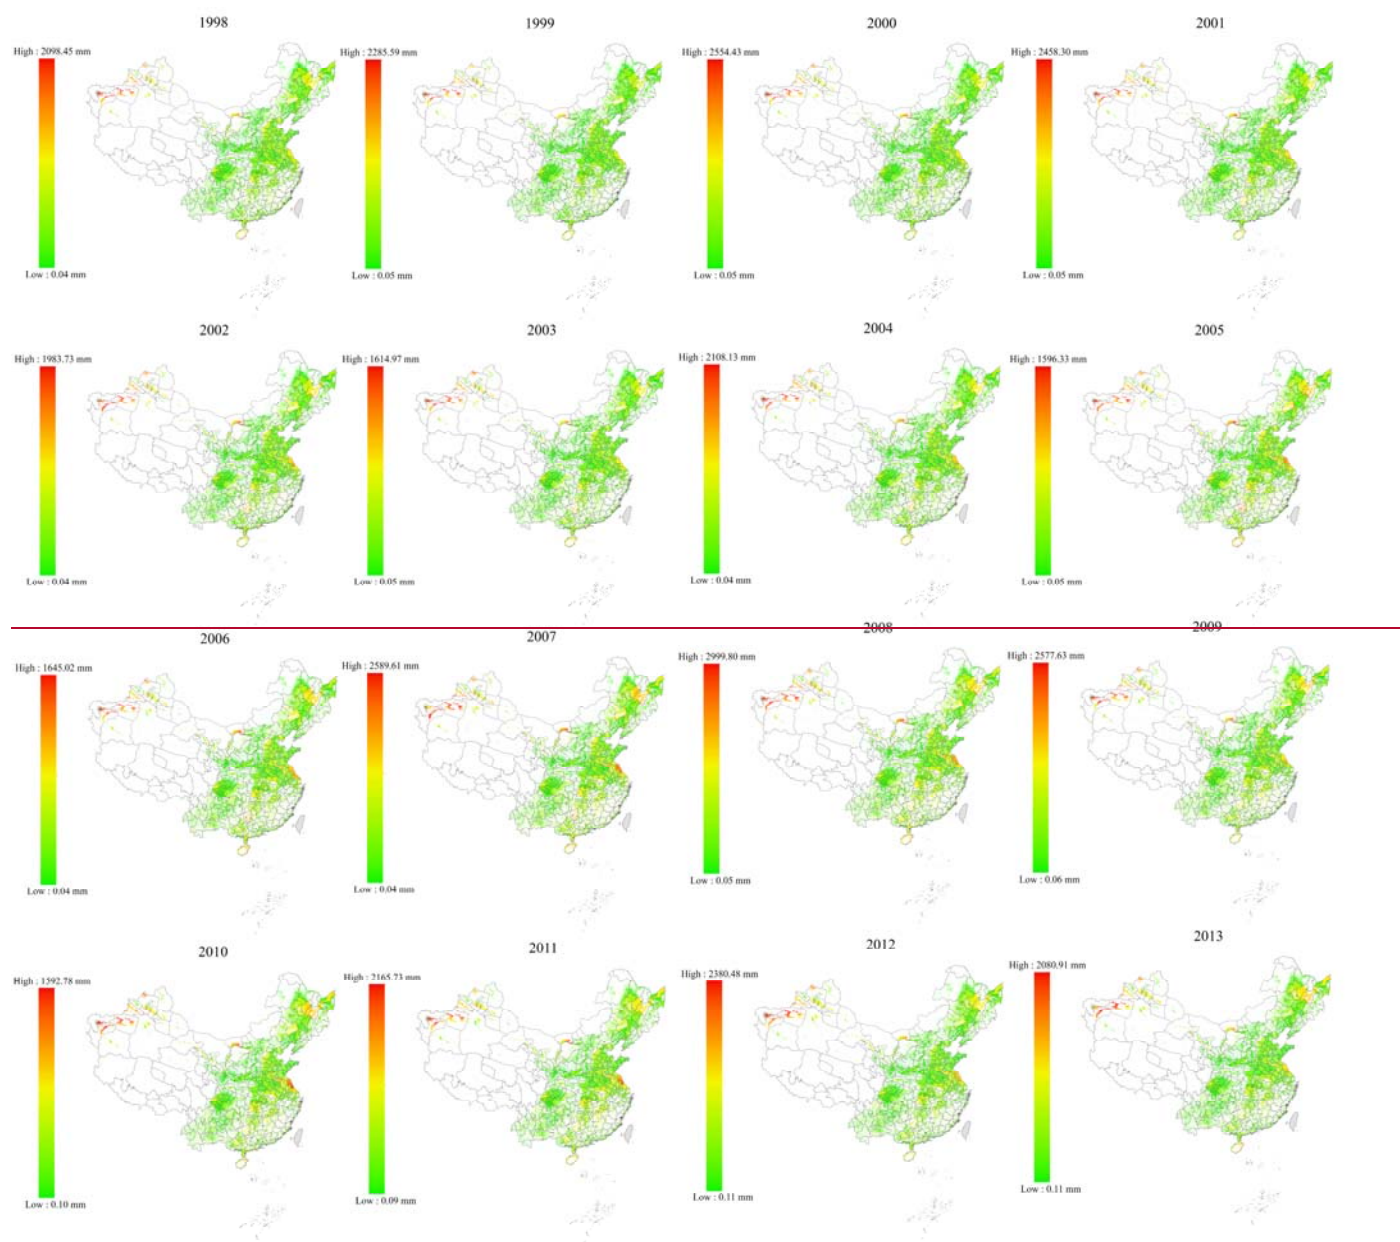 1998
1999
2000
2001
High : 2098.45 mm
High : 2285.59 mm
High : 2554.43 mm
High : 2458.30 mm
Low : 0.04 mm
Low : 0.05 mm
Low : 0.05 mm
Low : 0.05 mm
2002
2003
2004
2005
High : 1983.73 mm
High : 1614.97 mm
High : 2108.13 mm
High : 1596.33 mm
Low : 0.04 mm
Low : 0.05 mm
Low : 0.04 mm
Low : 0.05 mm
2006
2007
2008
2009
High : 1645.02 mm
High : 2589.61 mm
High : 2999.80 mm
High : 2577.63 mm
Low : 0.04 mm
Low : 0.04 mm
Low : 0.05 mm
Low : 0.06 mm
2010
2011
2012
2013
High : 1592.78 mm
High : 2165.73 mm
High : 2380.48 mm
High : 2080.91 mm
Low : 0.10 mm
Low : 0.09 mm
Low : 0.11 mm
Low : 0.11 mm